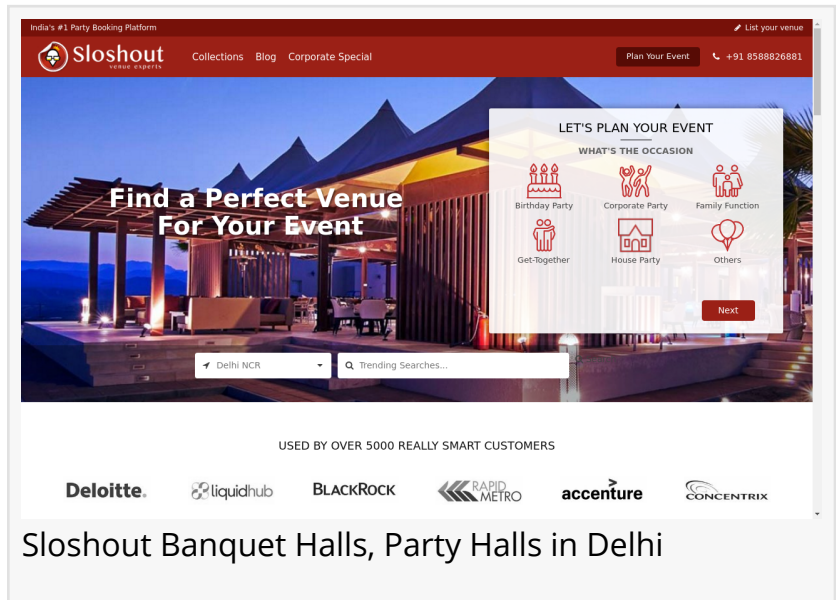 India's #1 Party Booking Platform
List your venue
Sloshout
venue experts
Collections Blog Corporate Special
Plan Your Event
+91 8588826881
LET'S PLAN YOUR EVENT
WHAT'S THE OCCASION
Birthday Party Corporate Party Family Function
Get-Together House Party Others
Next
Find a Perfect Venue
For Your Event
Delhi NCR
Trending Searches...
USED BY OVER 5000 REALLY SMART CUSTOMERS
Deloitte. liquidhub BLACKROCK RAPID METRO accenture CONCENTRIX
Sloshout Banquet Halls, Party Halls in Delhi